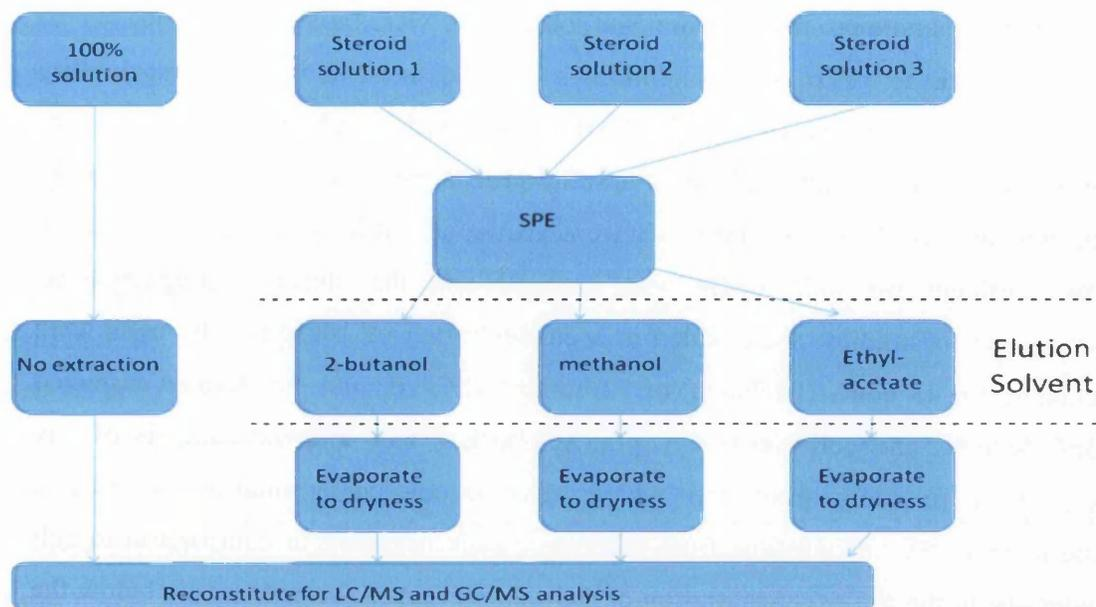 100%
solution
Steroid
solution 1
Steroid
solution 2
Steroid
solution 3
SPE
No extraction
2-butanol
methanol
Ethyl-
acetate
Elution
Solvent
Evaporate
to dryness
Evaporate
to dryness
Evaporate
to dryness
Reconstitute for LC/MS and GC/MS analysis